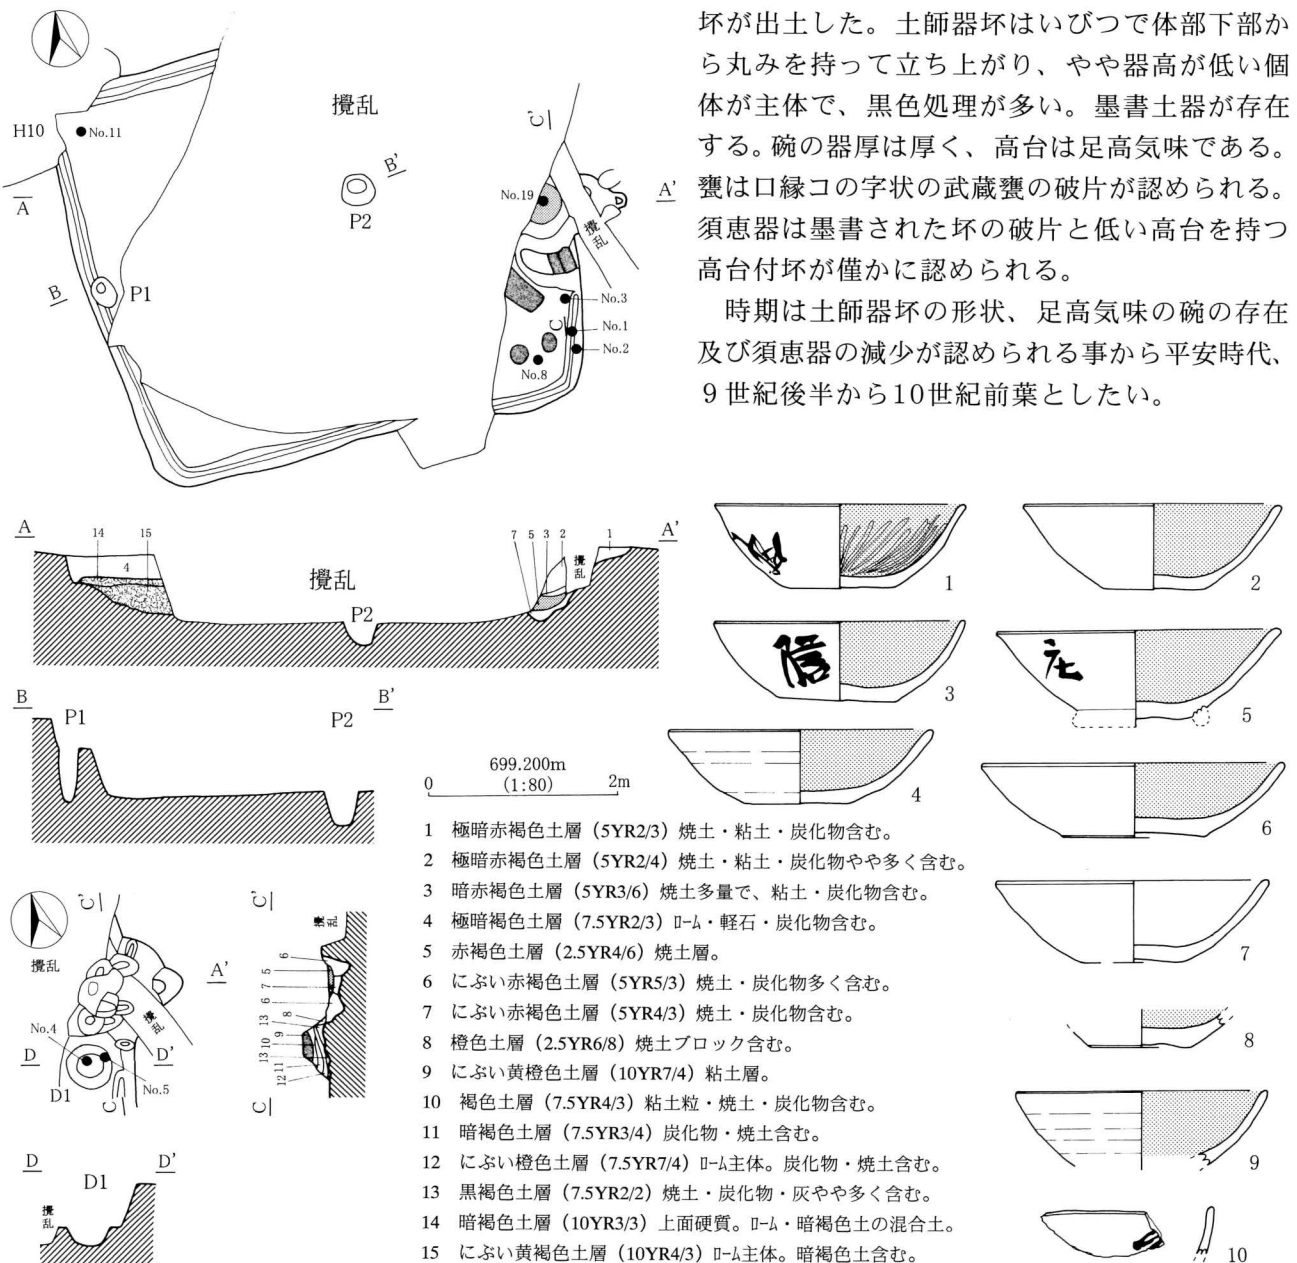 坏が出土した。土師器坏はいびつで体部下部か
ら丸みを持って立ち上がり、やや器高が低い個
体が主体で、黒色処理が多い。墨書土器が存在
する。碗の器厚は厚く、高台は足高気味である。
甕は口縁コの字状の武蔵甕の破片が認められる。
須恵器は墨書された坏の破片と低い高台を持つ
高台付坏が僅かに認められる。
時期は土師器坏の形状、足高気味の碗の存在
及び須恵器の減少が認められる事から平安時代、
9世紀後半から10世紀前葉としたい。
攪乱
H10
No.11
A
B
P1
B'
P2
C'
No.19
A'
攪乱
No.3
C
No.1
No.2
No.8
A
14
15
4
攪乱
P2
7
5
3
2
攪乱
1
A'
B
P1
P2
B'
699.200m
0
(1:80)
2m
C'
攪乱
A'
攪乱
No.4
D
D'
D1
C
No.5
C'
攪乱
6
5
7
6
8
13
9
10
13
11
12
C
D
D1
D'
攪乱
1 極暗赤褐色土層(5YR2/3)焼土・粘土・炭化物含む。
2 極暗赤褐色土層(5YR2/4)焼土・粘土・炭化物やや多く含む。
3 暗赤褐色土層(5YR3/6)焼土多量で、粘土・炭化物含む。
4 極暗褐色土層(7.5YR2/3)ローム・軽石・炭化物含む。
5 赤褐色土層(2.5YR4/6)焼土層。
6 にぶい赤褐色土層(5YR5/3)焼土・炭化物多く含む。
7 にぶい赤褐色土層(5YR4/3)焼土・炭化物含む。
8 橙色土層(2.5YR6/8)焼土ブロック含む。
9 にぶい黄橙色土層(10YR7/4)粘土層。
10 褐色土層(7.5YR4/3)粘土粒・焼土・炭化物含む。
11 暗褐色土層(7.5YR3/4)炭化物・焼土含む。
12 にぶい橙色土層(7.5YR7/4)ローム主体。炭化物・焼土含む。
13 黒褐色土層(7.5YR2/2)焼土・炭化物・灰やや多く含む。
14 暗褐色土層(10YR3/3)上面硬質。ローム・暗褐色土の混合土。
15 にぶい黄褐色土層(10YR4/3)ローム主体。暗褐色土含む。
1
2
3
4
5
6
7
8
9
10